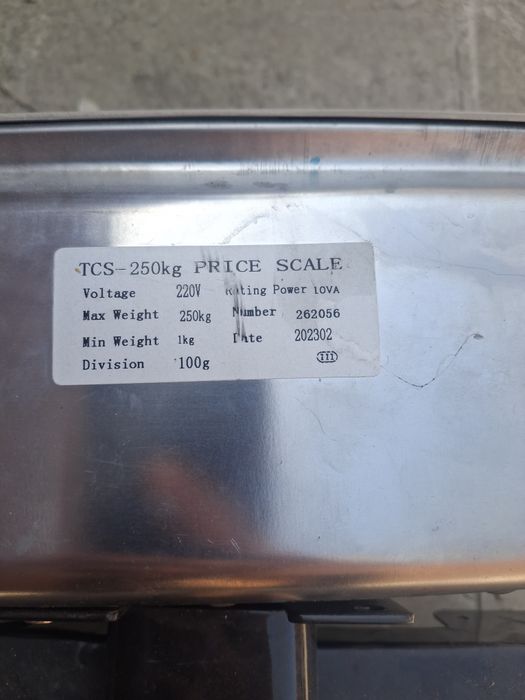 TCS-250kg PRICE SCALE
Voltage 220V Rating Power 10VA
Max Weight 250kg Number 262056
Min Weight 1kg Date 202302
Division 100g III